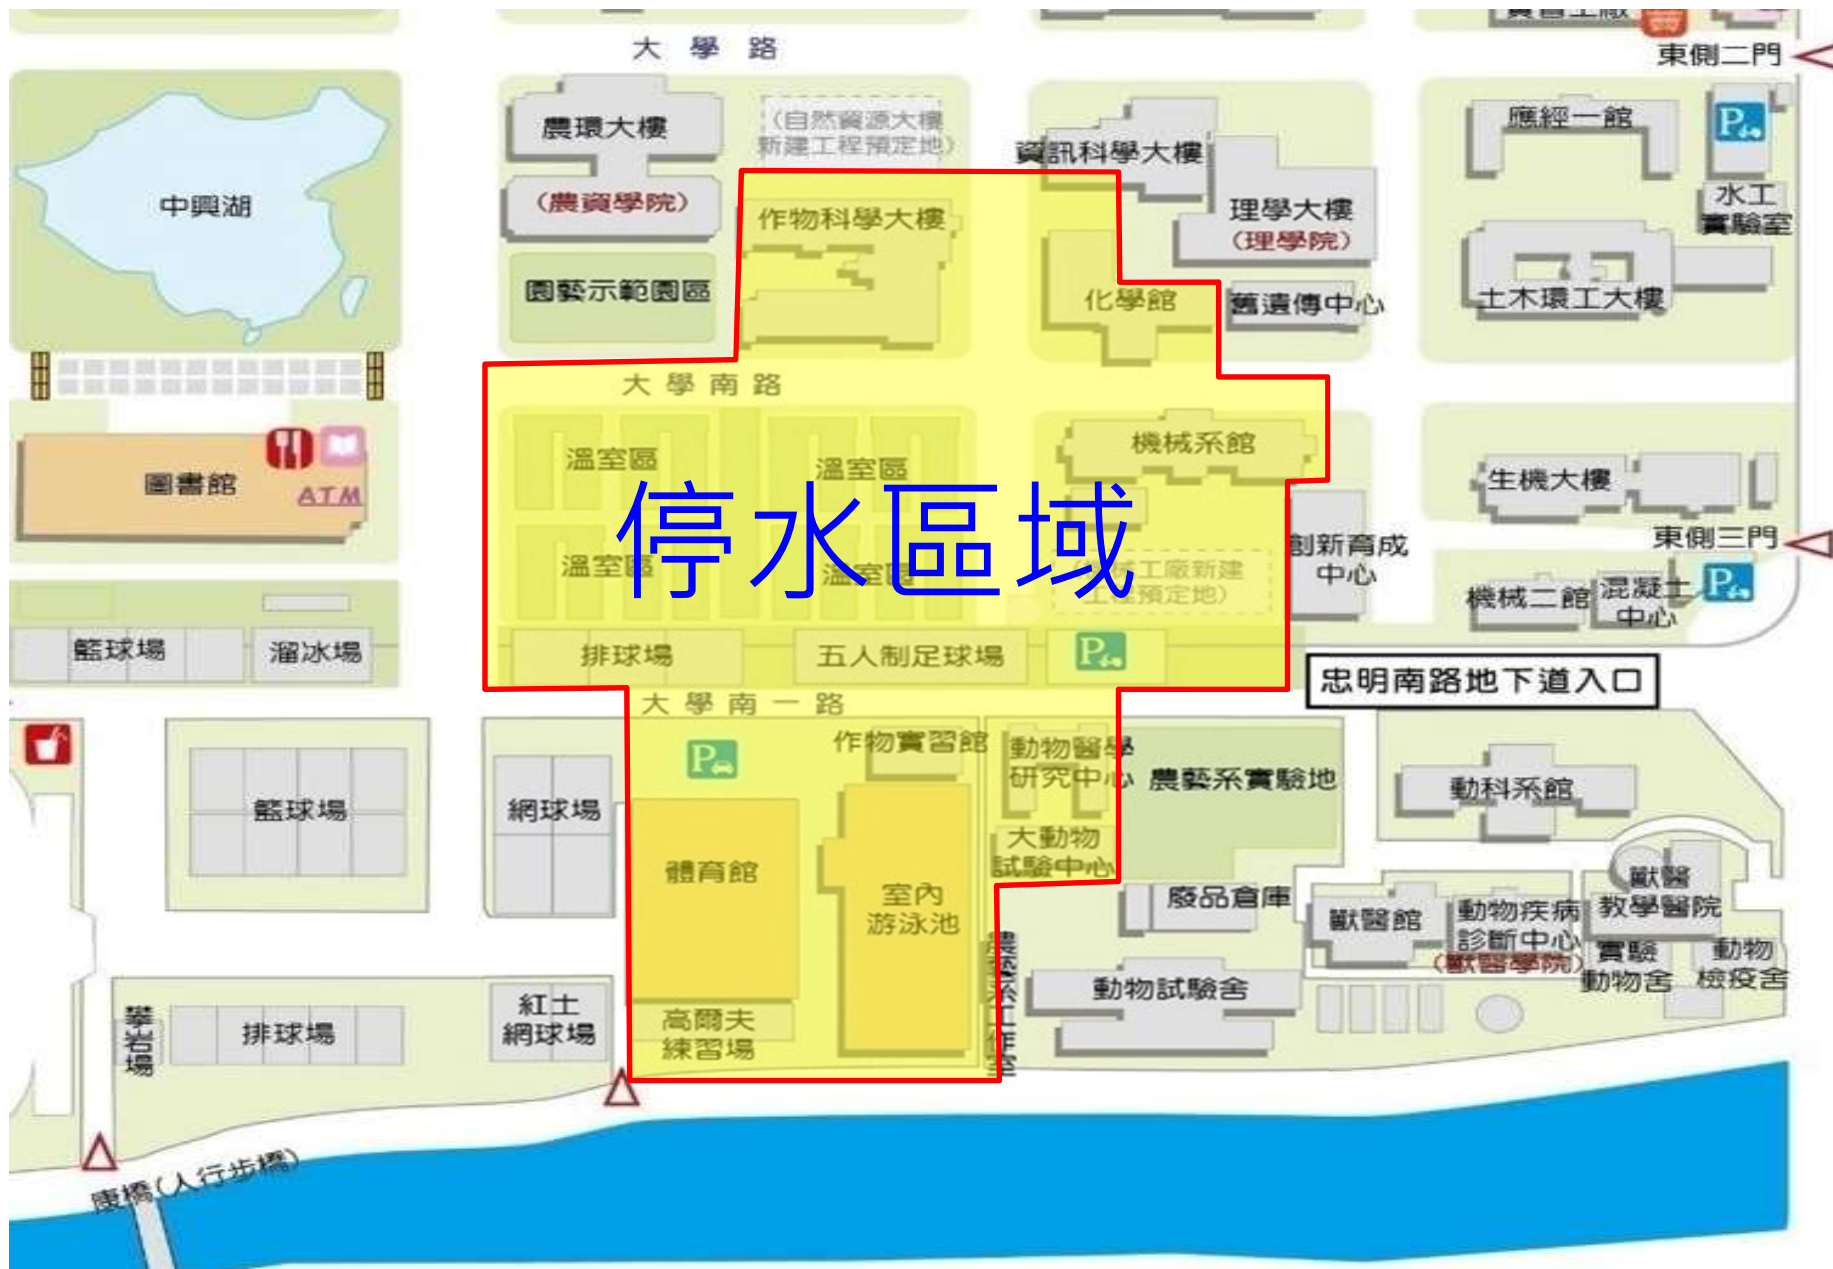 大學路
東側二門
農環大樓
(農資學院)
(自然資源大樓
新建工程預定地)
資訊科學大樓
理學大樓
(理學院)
應經一館
水工
實驗室
中興湖
作物科學大樓
園藝示範園區
化學館
舊遺傳中心
土木環工大樓
大學南路
圖書館
ATM
溫室區
溫室區
溫室區
溫室區
停水區域
機械系館
(機械工廠新建
工程預定地)
創新育成
中心
生機大樓
東側三門
機械二館
混凝土
中心
P
P
P
P
籃球場
溜冰場
排球場
五人制足球場
忠明南路地下道入口
大學南一路
作物實習館
動物醫學
研究中心
農藝系實驗地
動科系館
籃球場
網球場
體育館
室內
游泳池
大動物
試驗中心
廢品倉庫
獸醫館
動物疾病
診斷中心
(獸醫學院)
獸醫
教學醫院
實驗
動物舍
動物
檢疫舍
農藝系工作室
動物試驗舍
攀岩場
排球場
紅土
網球場
高爾夫
練習場
康橋(人行步橋)